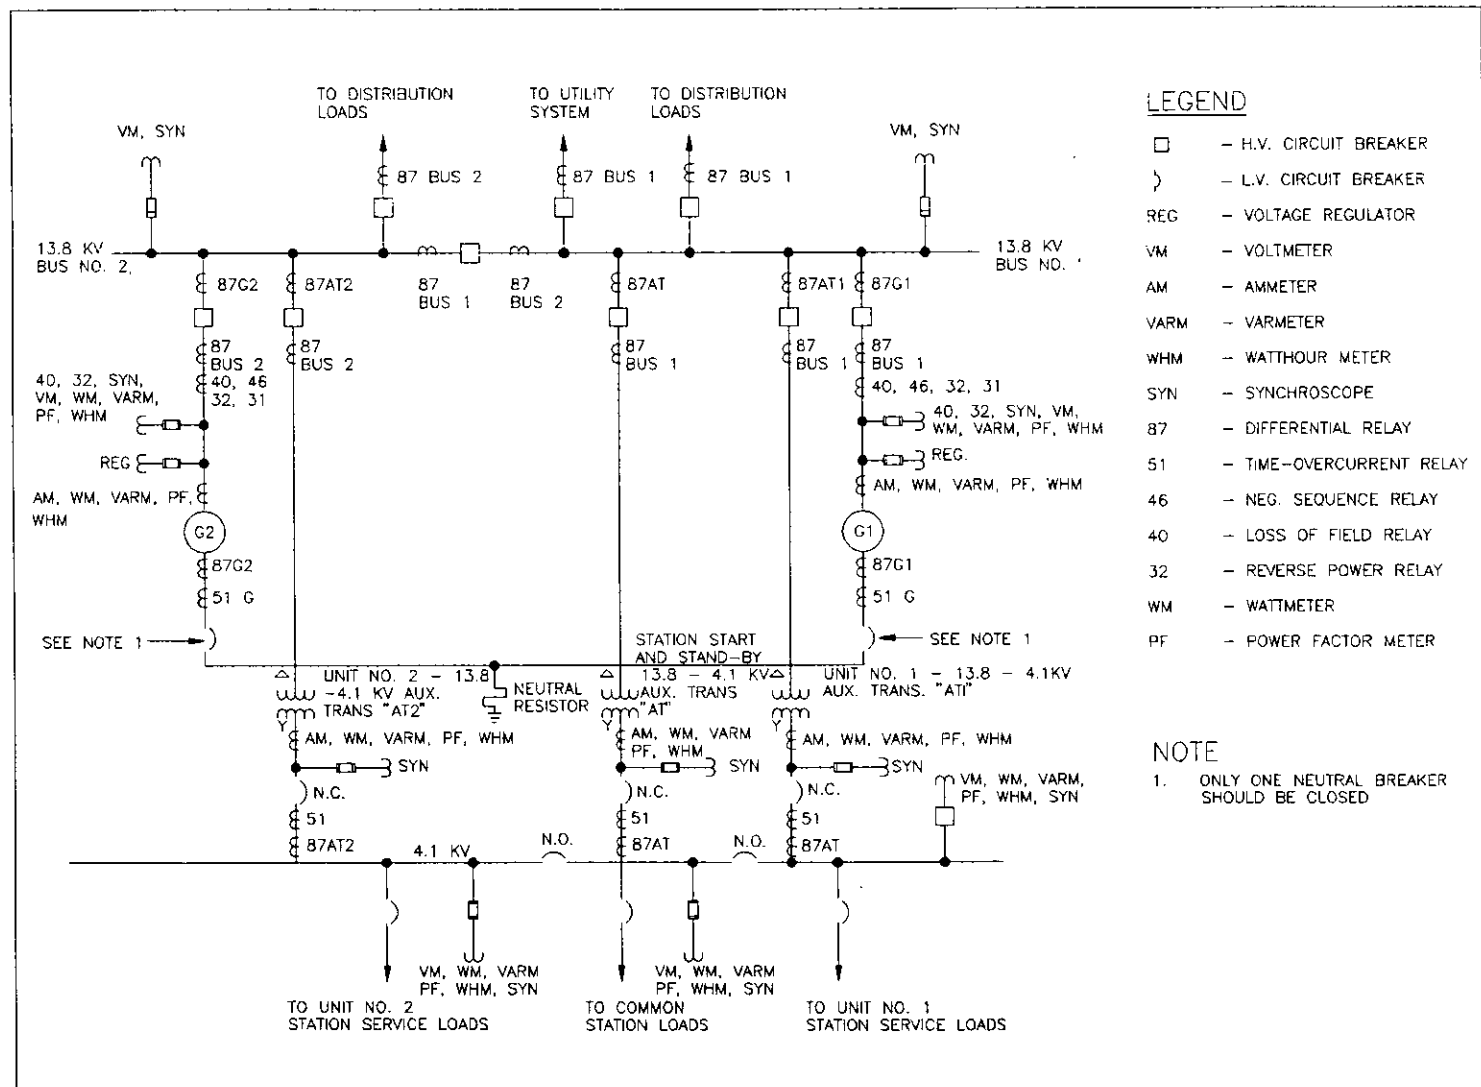 TO DISTRIBUTION
LOADS
TO UTILITY
SYSTEM
TO DISTRIBUTION
LOADS
VM, SYN
VM, SYN
87 BUS 2
87 BUS 1
87 BUS 1
13.8 KV
BUS NO. 2,
13.8 KV
BUS NO.
87G2
87AT2
87
BUS 1
87
BUS 2
87AT
87AT1
87G1
87
BUS 2
87
BUS 2
87
BUS 1
87
BUS 1
87
BUS 1
40, 32, SYN,
VM, WM, VARM,
PF, WHM
40, 46
32, 31
40, 46, 32, 31
40, 32, SYN, VM,
WM, VARM, PF, WHM
REG
REG.
AM, WM, VARM, PF,
WHM
AM, WM, VARM, PF, WHM
G2
G1
87G2
87G1
51 G
51 G
SEE NOTE 1
SEE NOTE 1
STATION START
AND STAND-BY
UNIT NO. 2 - 13.8
-4.1 KV AUX.
TRANS "AT2"
NEUTRAL
RESISTOR
13.8 - 4.1 KV
AUX. TRANS
"AT"
UNIT NO. 1 - 13.8 - 4.1KV
AUX. TRANS. "AT1"
Y
Y
Y
AM, WM, VARM, PF, WHM
AM, WM, VARM
PF, WHM
AM, WM, VARM, PF, WHM
SYN
SYN
SYN
N.C.
N.C.
N.C.
VM, WM, VARM,
PF, WHM, SYN
51
51
51
87AT2
87AT
87AT
4.1 KV
N.O.
N.O.
VM, WM, VARM
PF, WHM, SYN
VM, WM, VARM
PF, WHM, SYN
TO UNIT NO. 2
STATION SERVICE LOADS
TO COMMON
STATION LOADS
TO UNIT NO. 1
STATION SERVICE LOADS
LEGEND
- H.V. CIRCUIT BREAKER
- L.V. CIRCUIT BREAKER
REG - VOLTAGE REGULATOR
VM - VOLTMETER
AM - AMMETER
VARM - VARMETER
WHM - WATTHOUR METER
SYN - SYNCHROSCOPE
87 - DIFFERENTIAL RELAY
51 - TIME-OVERCURRENT RELAY
46 - NEG. SEQUENCE RELAY
40 - LOSS OF FIELD RELAY
32 - REVERSE POWER RELAY
WM - WATTMETER
PF - POWER FACTOR METER
NOTE
1. ONLY ONE NEUTRAL BREAKER
SHOULD BE CLOSED